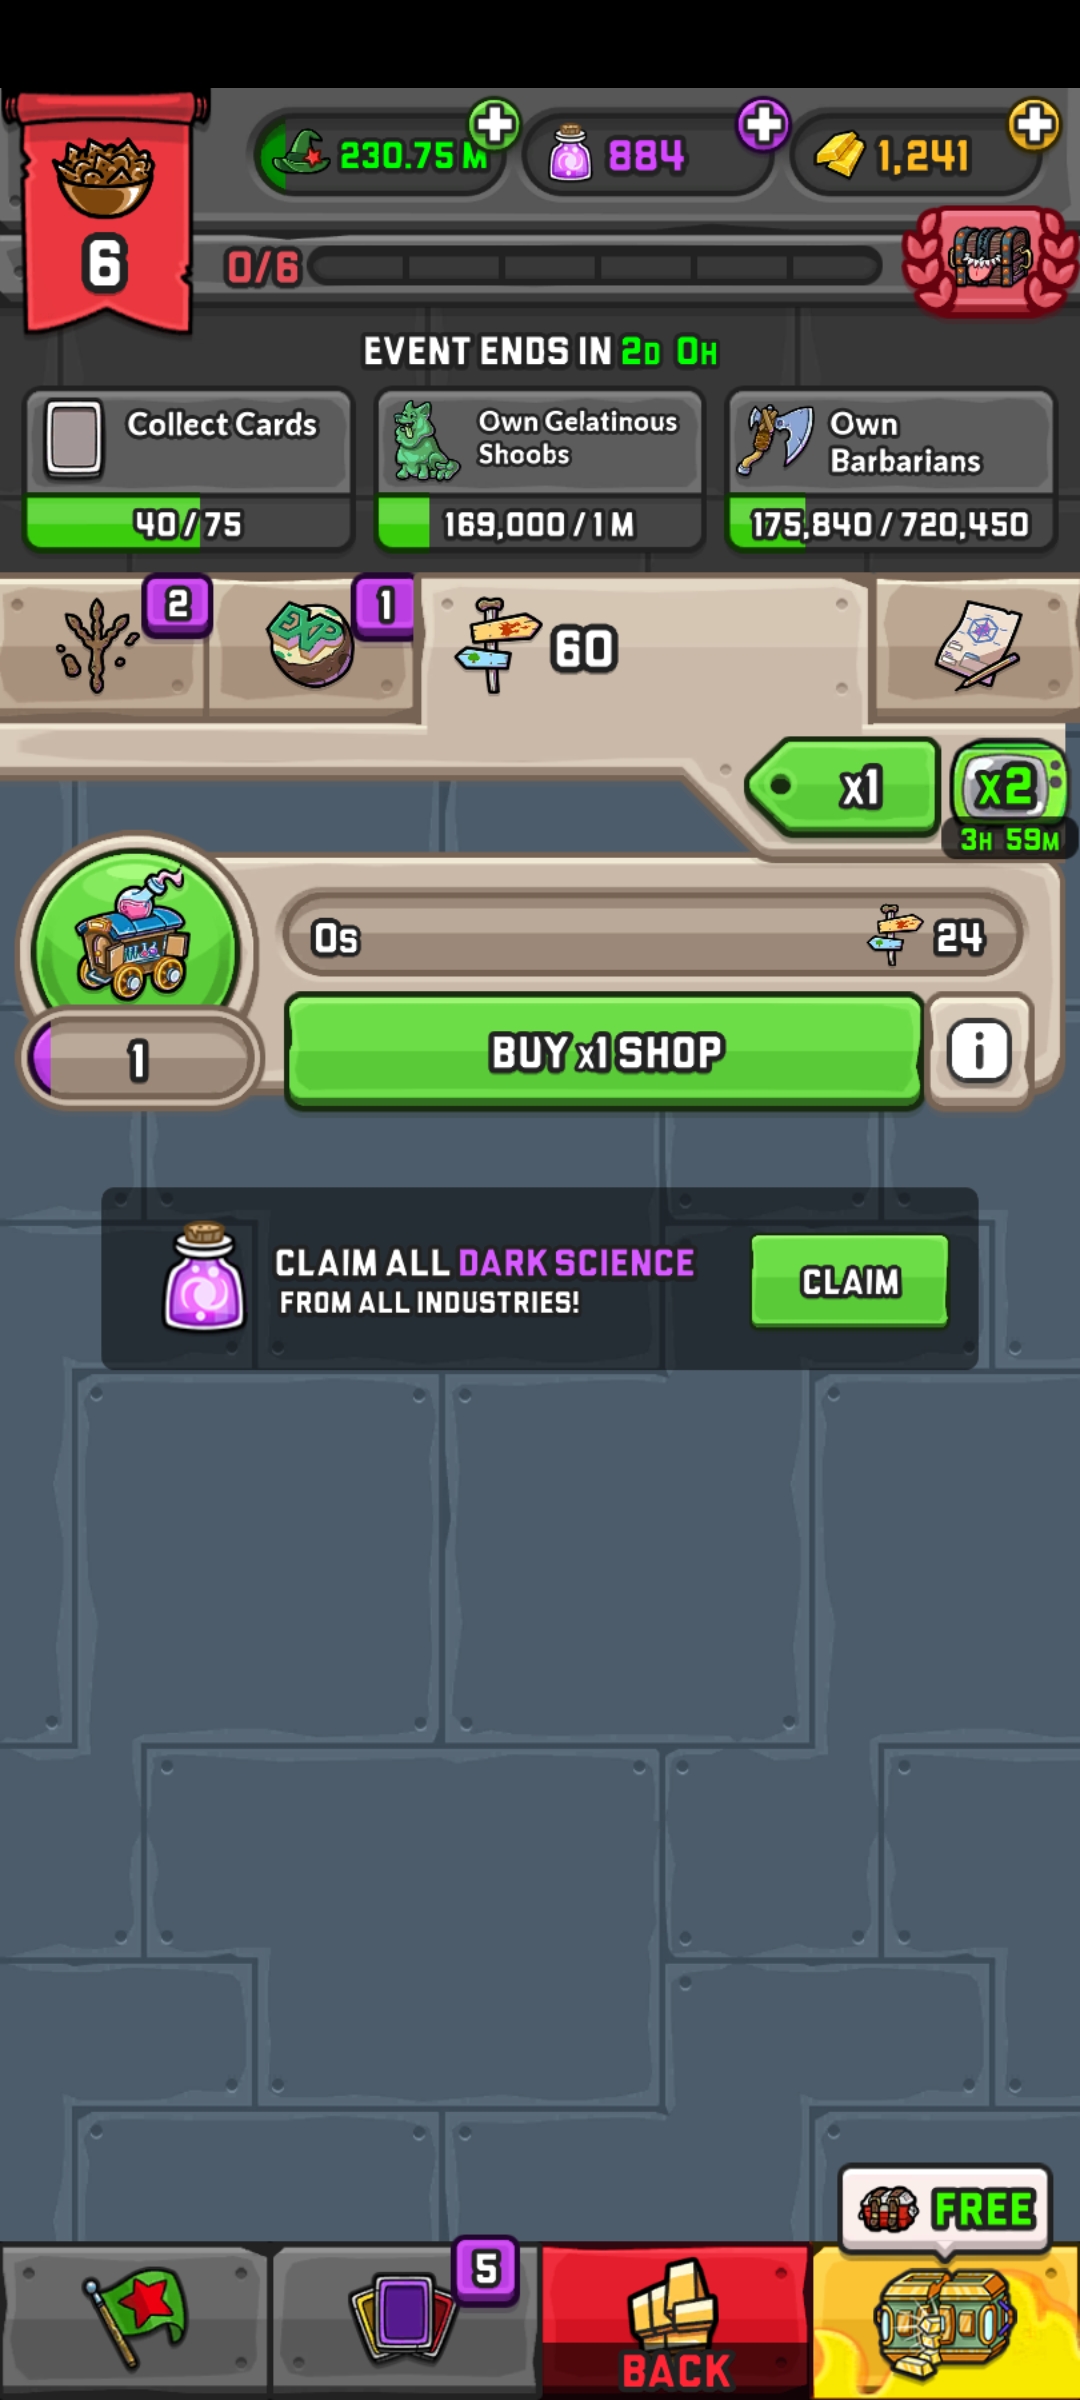 230.75 M
884
1,241
6
0/6
EVENT ENDS IN 2D 0H
Collect Cards
40/75
Own Gelatinous
Shoobs
169,000/1 M
Own
Barbarians
175,840/720,450
2
EXP
1
60
x1
x2
3H 59M
0s
24
1
BUY x1 SHOP
i
CLAIM ALL DARK SCIENCE
FROM ALL INDUSTRIES!
CLAIM
FREE
5
BACK